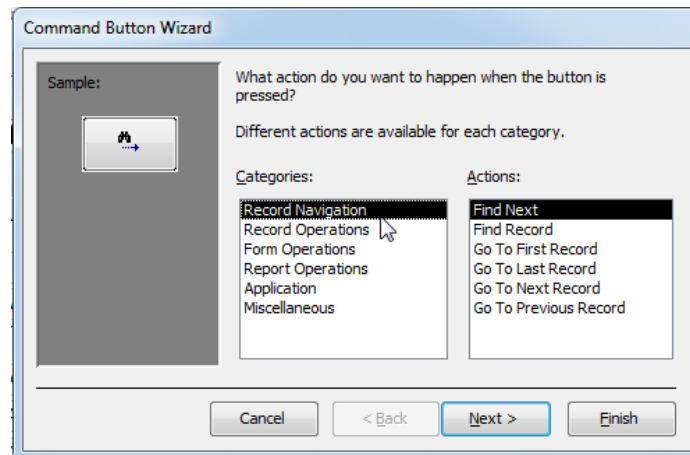 Command Button Wizard
Sample:
What action do you want to happen when the button is
pressed?
Different actions are available for each category.
Categories:
Actions:
Record Navigation
Record Operations
Form Operations
Report Operations
Application
Miscellaneous
Find Next
Find Record
Go To First Record
Go To Last Record
Go To Next Record
Go To Previous Record
Cancel
< Back
Next >
Finish